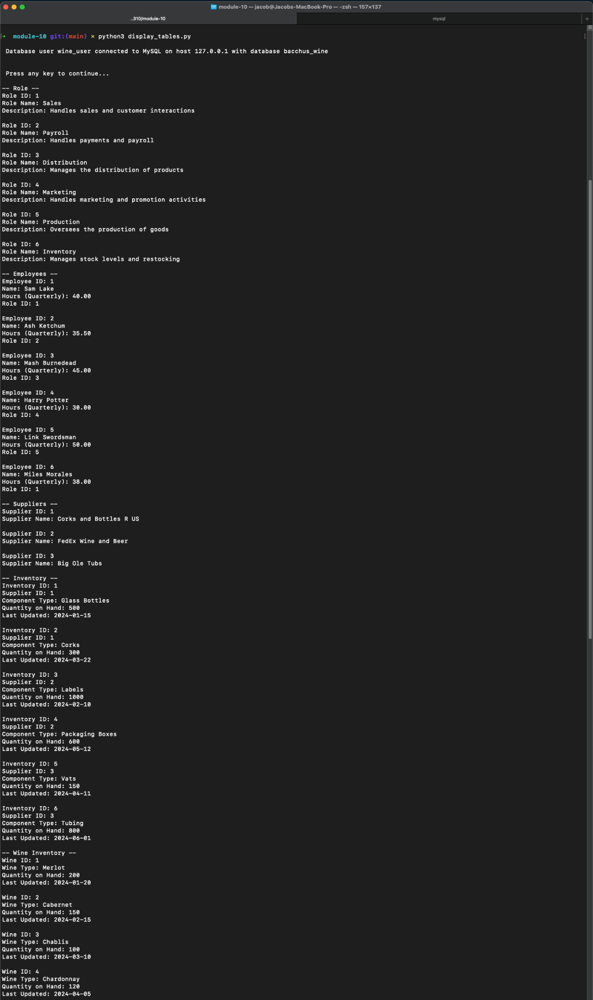 module-10 — jacob@Jacobs-MacBook-Pro — -zsh — 157×137
..310/module-10
mysql
+
[➜  module-10 git:(main) × python3 display_tables.py ]
Database user wine_user connected to MySQL on host 127.0.0.1 with database bacchus_wine
Press any key to continue...
-- Role --
Role ID: 1
Role Name: Sales
Description: Handles sales and customer interactions
Role ID: 2
Role Name: Payroll
Description: Handles payments and payroll
Role ID: 3
Role Name: Distribution
Description: Manages the distribution of products
Role ID: 4
Role Name: Marketing
Description: Handles marketing and promotion activities
Role ID: 5
Role Name: Production
Description: Oversees the production of goods
Role ID: 6
Role Name: Inventory
Description: Manages stock levels and restocking
-- Employees --
Employee ID: 1
Name: Sam Lake
Hours (Quarterly): 40.00
Role ID: 1
Employee ID: 2
Name: Ash Ketchum
Hours (Quarterly): 35.50
Role ID: 2
Employee ID: 3
Name: Mash Burnedead
Hours (Quarterly): 45.00
Role ID: 3
Employee ID: 4
Name: Harry Potter
Hours (Quarterly): 30.00
Role ID: 4
Employee ID: 5
Name: Link Swordsman
Hours (Quarterly): 50.00
Role ID: 5
Employee ID: 6
Name: Miles Morales
Hours (Quarterly): 38.00
Role ID: 1
-- Suppliers --
Supplier ID: 1
Supplier Name: Corks and Bottles R US
Supplier ID: 2
Supplier Name: FedEx Wine and Beer
Supplier ID: 3
Supplier Name: Big Ole Tubs
-- Inventory --
Inventory ID: 1
Supplier ID: 1
Component Type: Glass Bottles
Quantity on Hand: 500
Last Updated: 2024-01-15
Inventory ID: 2
Supplier ID: 1
Component Type: Corks
Quantity on Hand: 300
Last Updated: 2024-03-22
Inventory ID: 3
Supplier ID: 2
Component Type: Labels
Quantity on Hand: 1000
Last Updated: 2024-02-10
Inventory ID: 4
Supplier ID: 2
Component Type: Packaging Boxes
Quantity on Hand: 600
Last Updated: 2024-05-12
Inventory ID: 5
Supplier ID: 3
Component Type: Vats
Quantity on Hand: 150
Last Updated: 2024-04-11
Inventory ID: 6
Supplier ID: 3
Component Type: Tubing
Quantity on Hand: 800
Last Updated: 2024-06-01
-- Wine Inventory --
Wine ID: 1
Wine Type: Merlot
Quantity on Hand: 200
Last Updated: 2024-01-20
Wine ID: 2
Wine Type: Cabernet
Quantity on Hand: 150
Last Updated: 2024-02-15
Wine ID: 3
Wine Type: Chablis
Quantity on Hand: 100
Last Updated: 2024-03-10
Wine ID: 4
Wine Type: Chardonnay
Quantity on Hand: 120
Last Updated: 2024-04-05